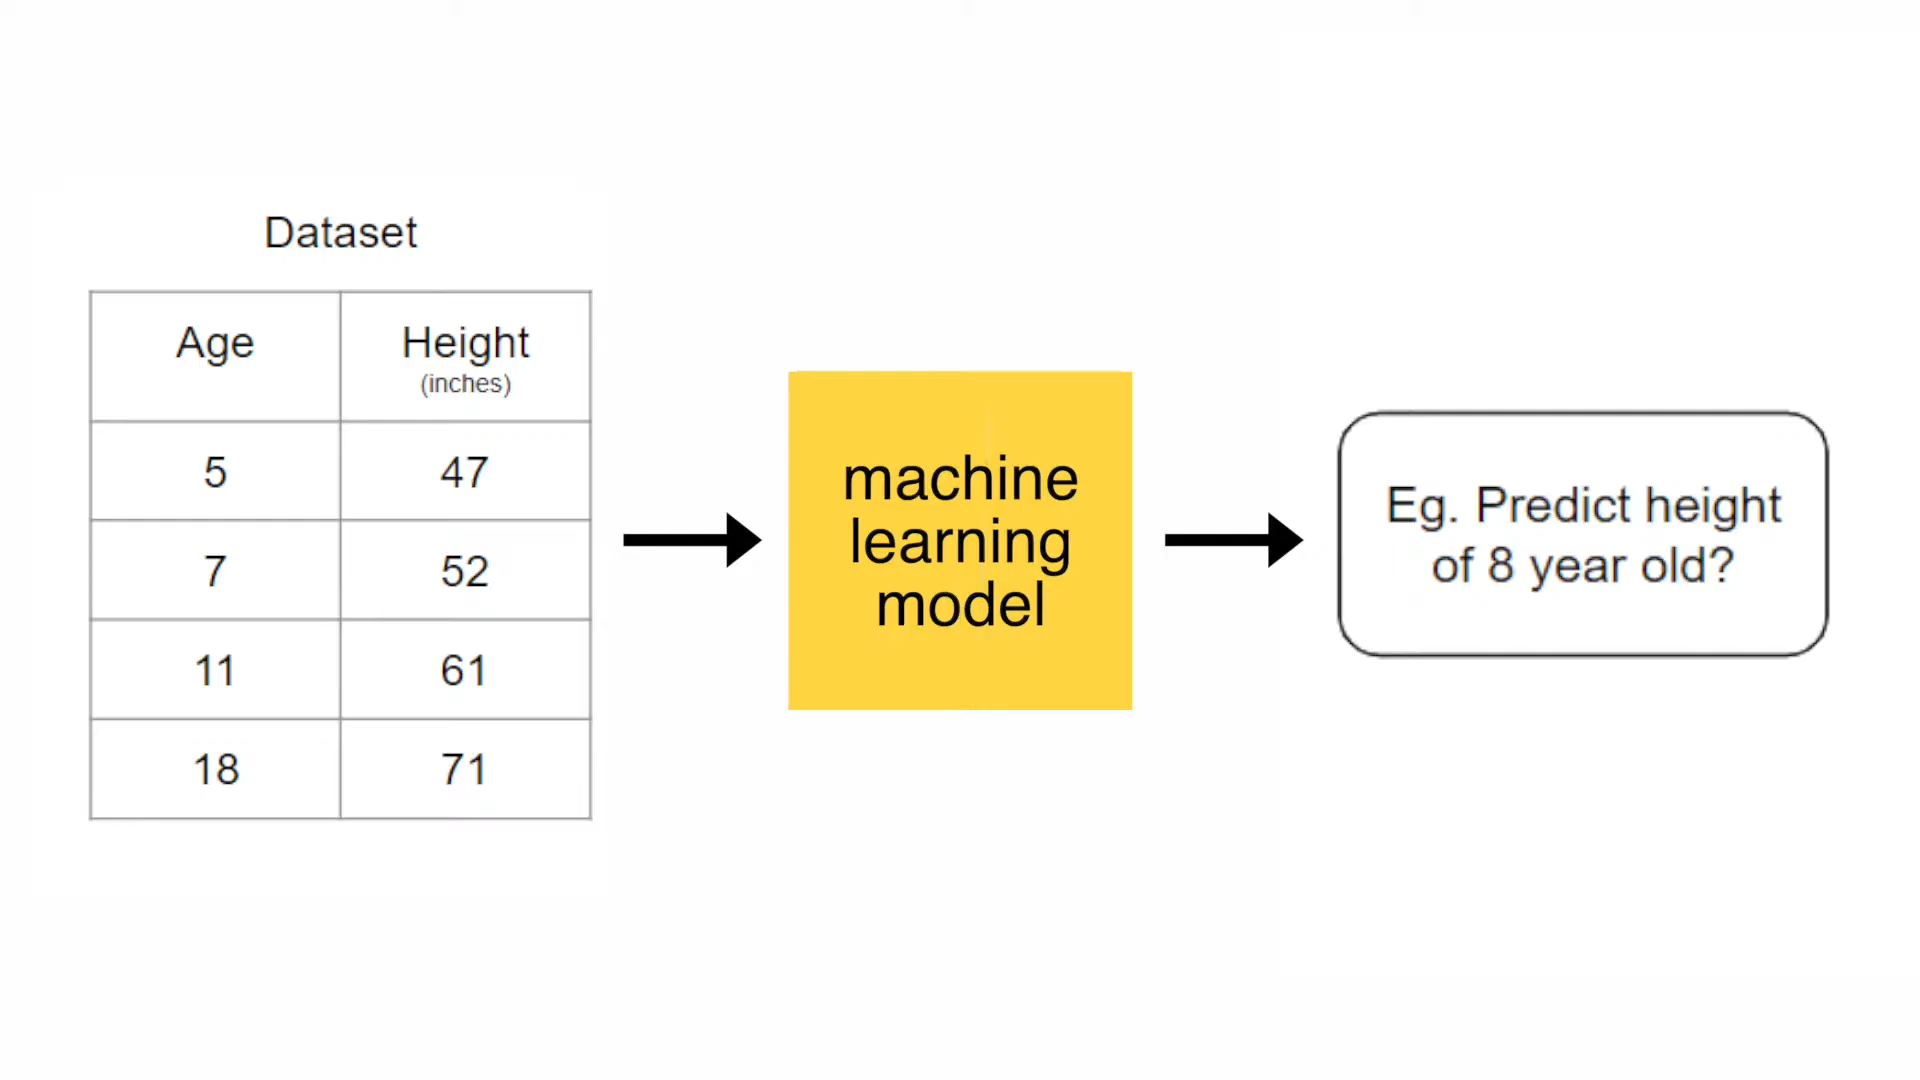 Dataset
Age Height
(inches)
5 47
7 52
11 61
18 71
machine
learning
model
Eg. Predict height
of 8 year old?